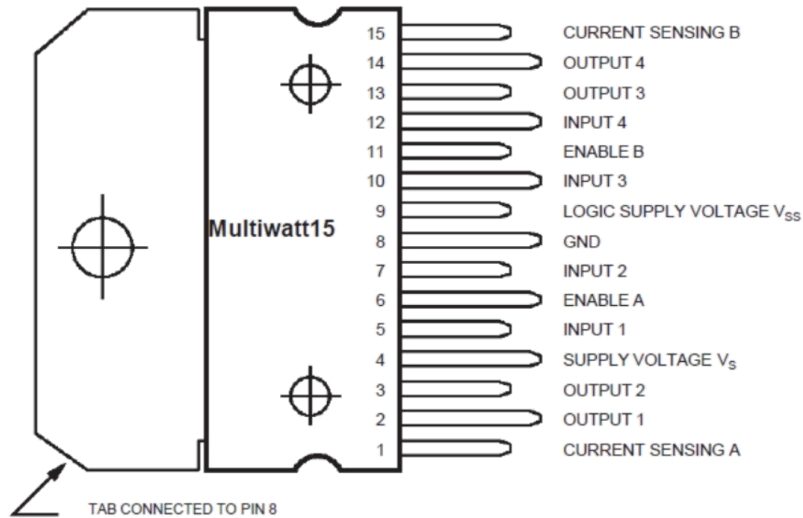 15 CURRENT SENSING B
14 OUTPUT 4
13 OUTPUT 3
12 INPUT 4
11 ENABLE B
10 INPUT 3
9 LOGIC SUPPLY VOLTAGE VSS
Multiwatt15
8 GND
7 INPUT 2
6 ENABLE A
5 INPUT 1
4 SUPPLY VOLTAGE VS
3 OUTPUT 2
2 OUTPUT 1
1 CURRENT SENSING A
TAB CONNECTED TO PIN 8